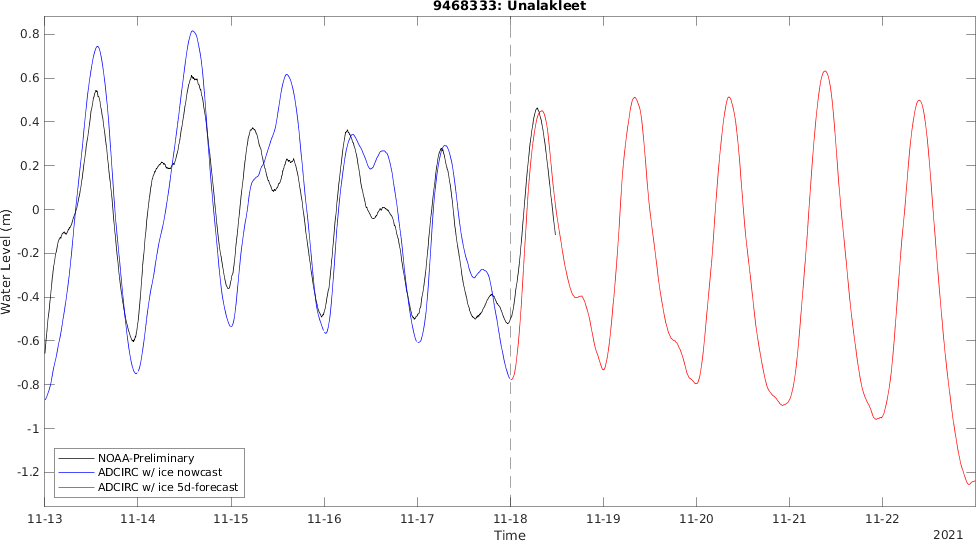 9468333: Unalakleet
0.8
0.6
0.4
0.2
0
-0.2
-0.4
-0.6
-0.8
-1
-1.2
Water Level (m)
NOAA-Preliminary
ADCIRC w/ ice nowcast
ADCIRC w/ ice 5d-forecast
11-13 11-14 11-15 11-16 11-17 11-18 11-19 11-20 11-21 11-22
Time
2021